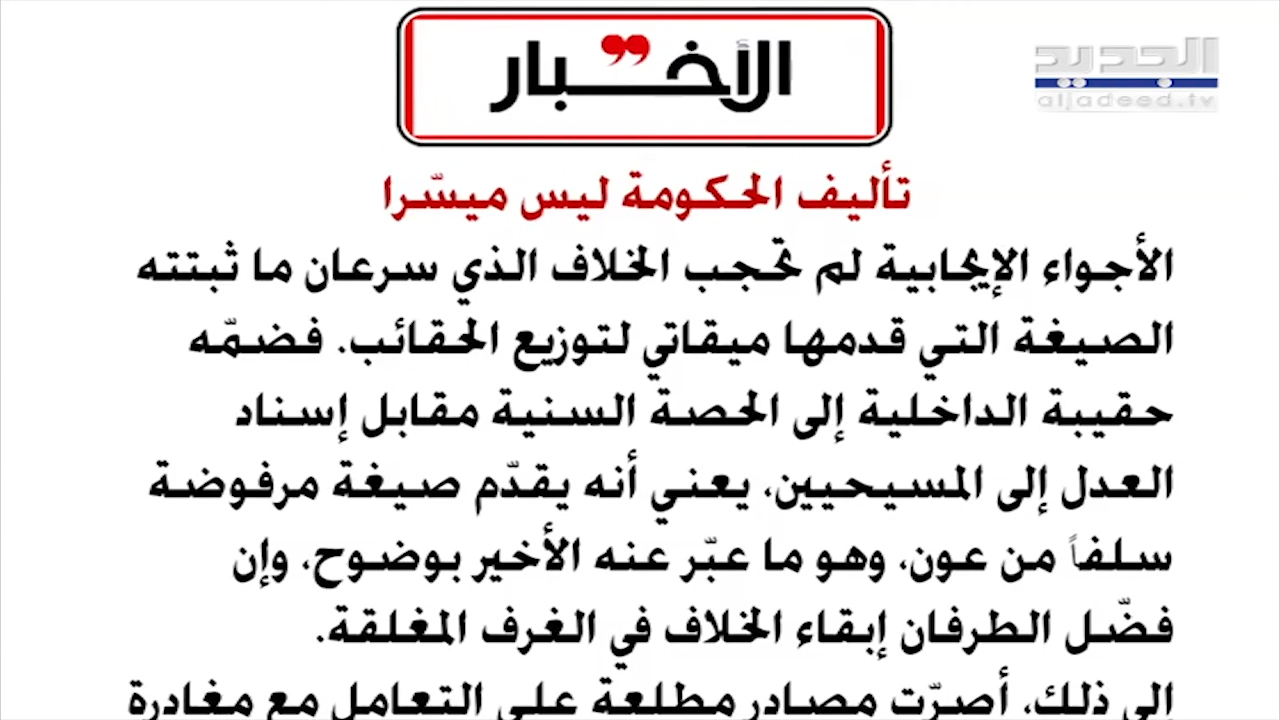 الأخبار
الجديد
aljadeed.tv
تأليف الحكومة ليس ميسّرا
الأجواء الإيجابية لم تحجب الخلاف الذي سرعان ما ثبتته
الصيغة التي قدمها ميقاتي لتوزيع الحقائب. فضمّه
حقيبة الداخلية إلى الحصة السنية مقابل إسناد
العدل إلى المسيحيين، يعني أنه يقدّم صيغة مرفوضة
سلفاً من عون، وهو ما عبّر عنه الأخير بوضوح، وإن
فضّل الطرفان إبقاء الخلاف في الغرف المغلقة.
إلى ذلك، أصرّت مصادر مطلعة على التعامل مع مغادرة